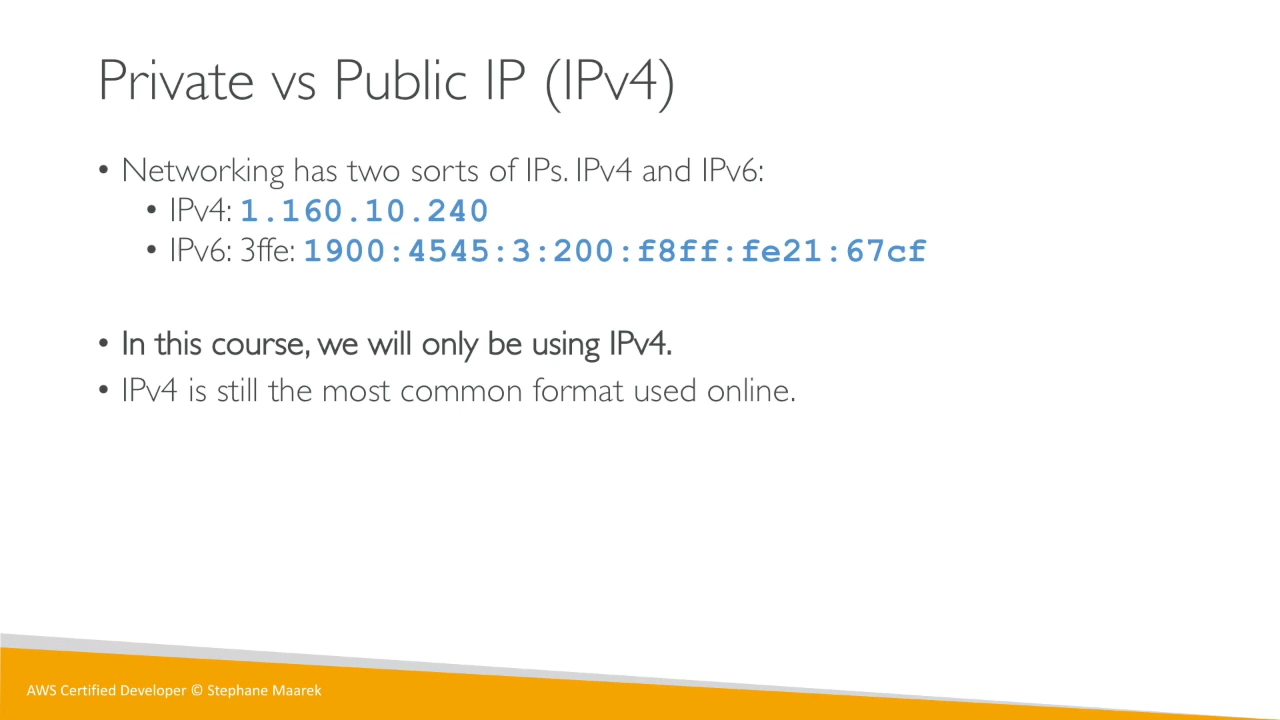 Private vs Public IP (IPv4)
• Networking has two sorts of IPs. IPv4 and IPv6:
• IPv4: 1.160.10.240
• IPv6: 3ffe: 1900:4545:3:200:f8ff:fe21:67cf
• In this course, we will only be using IPv4.
• IPv4 is still the most common format used online.
AWS Certified Developer © Stephane Maarek